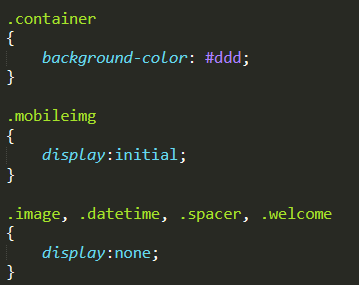 .container
{
    background-color: #ddd;
}
.mobileimg
{
    display:initial;
}
.image, .datetime, .spacer, .welcome
{
    display:none;
}